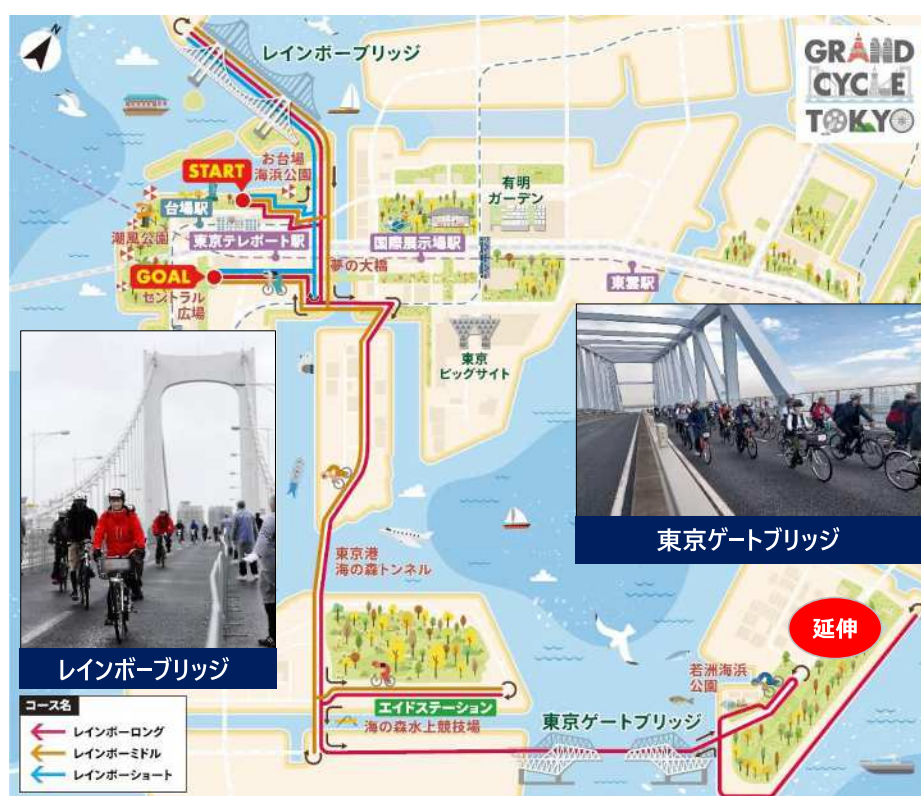 N
レインボーブリッジ
GRAND
CYCLE
TOKYO
START
お台場
海浜公園
台場駅
潮風公園
東京テレポート駅
有明
ガーデン
国際展示場駅
GOAL
セントラル
広場
夢の大橋
東雲駅
東京
ビッグサイト
東京ゲートブリッジ
東京港
海の森トンネル
レインボーブリッジ
延伸
若洲海浜
公園
エイドステーション
海の森水上競技場
東京ゲートブリッジ
コース名
レインボーロング
レインボーミドル
レインボーショート